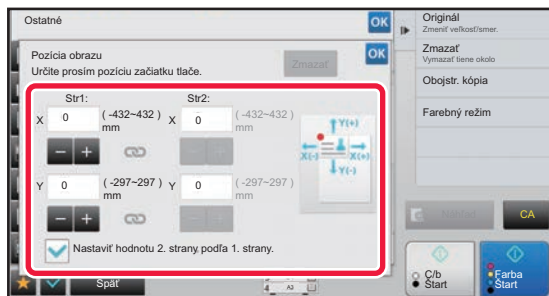 Ostatné
OK
Pozícia obrazu
Určite prosím pozíciu začiatku tlače.
Zmazať
OK
Str1:
Str2:
X 0 (-432~432) mm
X 0 (-432~432) mm
- +
- +
Y 0 (-297~297) mm
Y 0 (-297~297) mm
- +
- +
Y(+)
X(-) X(+)
Y(-)
Nastaviť hodnotu 2. strany podľa 1. strany.
Späť
4 A3
Originál
Zmeniť veľkosť/smer.
Zmazať
Vymazať tiene okolo
Obojstr. kópia
Farebný režim
CA
Č/b
Štart
Farba
Štart